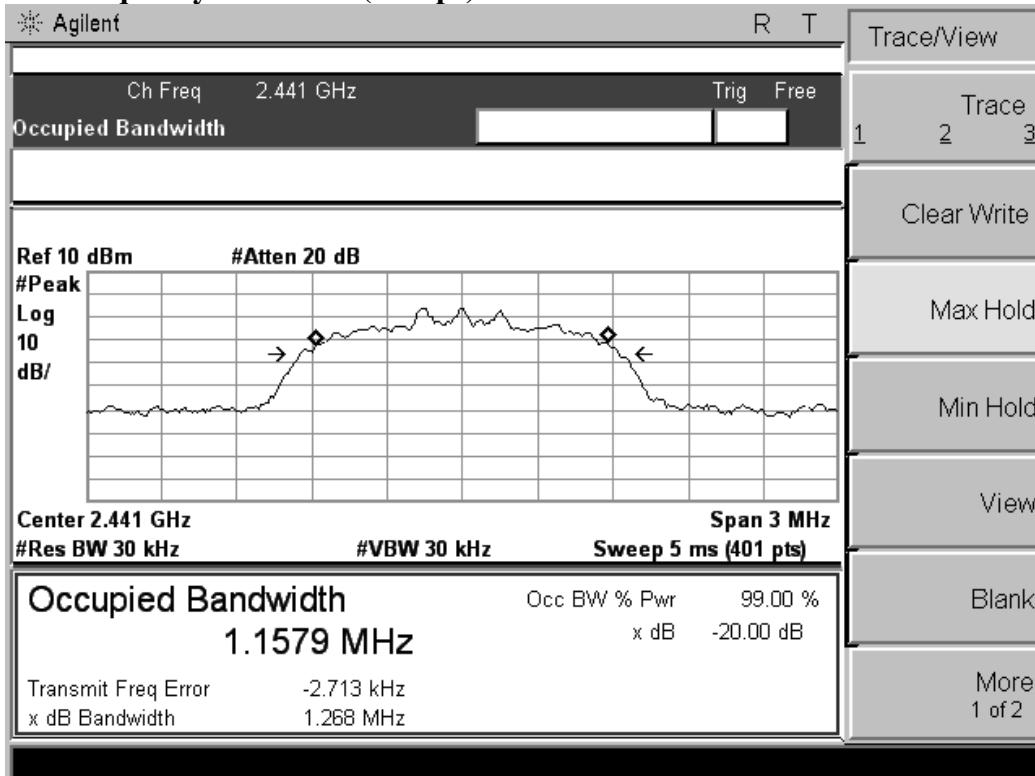 Agilent R T
Trace/View
Ch Freq 2.441 GHz Trig Free
Occupied Bandwidth
Trace
1 2 3
Clear Write
Ref 10 dBm #Atten 20 dB
#Peak
Log
10
dB/
Max Hold
Min Hold
View
Center 2.441 GHz Span 3 MHz
#Res BW 30 kHz #VBW 30 kHz Sweep 5 ms (401 pts)
Occupied Bandwidth
1.1579 MHz
Occ BW % Pwr 99.00 %
x dB -20.00 dB
Transmit Freq Error -2.713 kHz
x dB Bandwidth 1.268 MHz
Blank
More
1 of 2